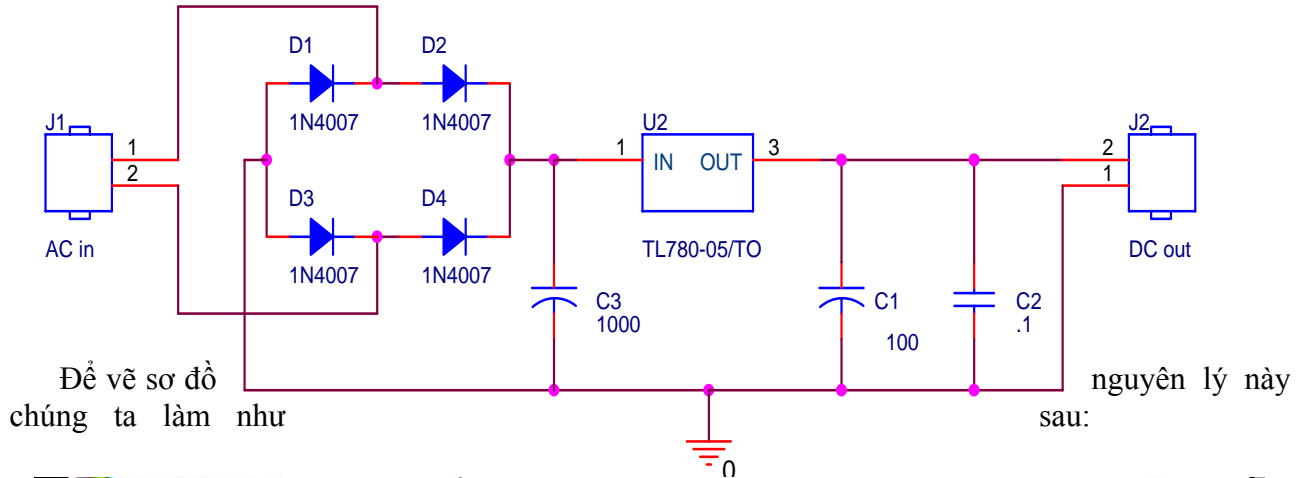 D1 D2
1N4007 1N4007
J1 U2 J2
1 1 3 2
2 IN OUT 1
D3 D4
AC in TL780-05/TO DC out
1N4007 1N4007
C3 C1 C2
1000 .1
100
Để vẽ sơ đồ nguyên lý này
chúng ta làm như sau:
0